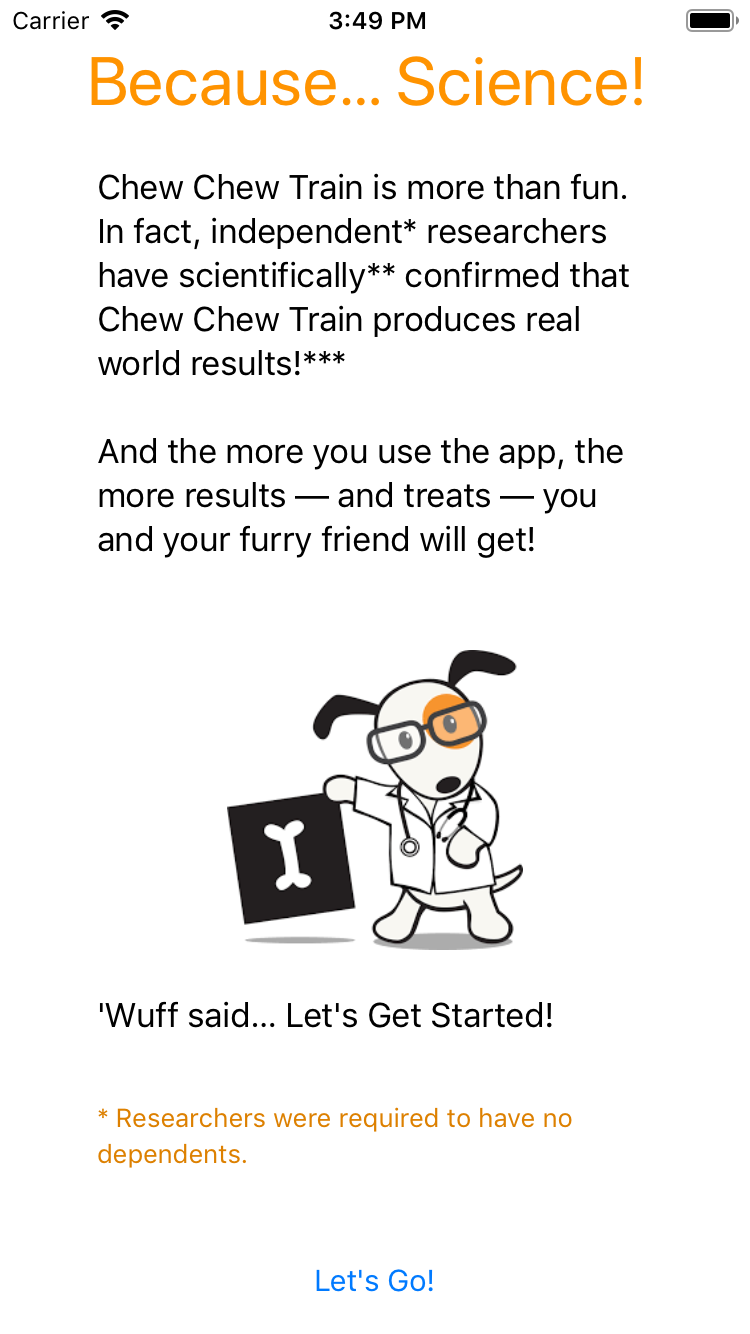 Carrier 3:49 PM
Because... Science!
Chew Chew Train is more than fun.
In fact, independent* researchers
have scientifically** confirmed that
Chew Chew Train produces real
world results!***
And the more you use the app, the
more results — and treats — you
and your furry friend will get!
'Wuff said... Let's Get Started!
* Researchers were required to have no
dependents.
Let's Go!